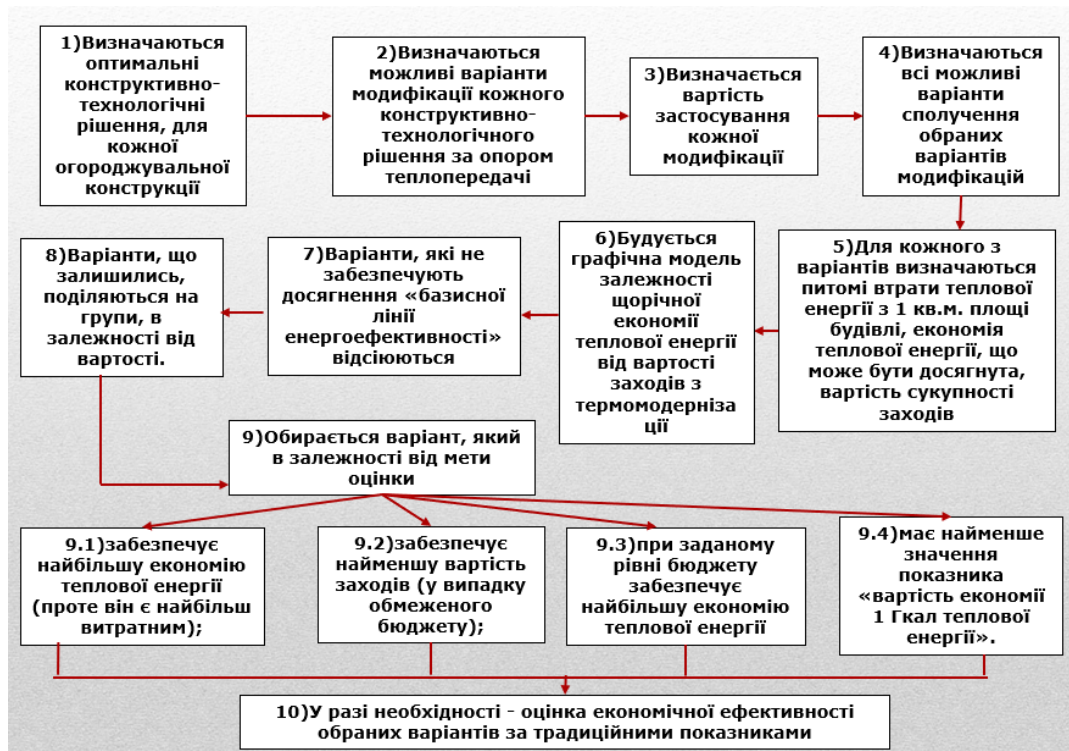 1)Визначаються
оптимальні
конструктивно-
технологічні
рішення, для
кожної
огороджувальної
конструкції
2)Визначаються
можливі варіанти
модифікації кожного
конструктивно-
технологічного
рішення за опором
теплопередачі
3)Визначається
вартість
застосування
кожної
модифікації
4)Визначаються
всі можливі
варіанти
сполучення
обраних
варіантів
модифікацій
5)Для кожного з
варіантів визначаються
питомі втрати теплової
енергії з 1 кв.м. площі
будівлі, економія
теплової енергії, що
може бути досягнута,
вартість сукупності
заходів
6)Будується
графічна модель
залежності
щорічної
економії
теплової енергії
від вартості
заходів з
термомодерніза
ції
7)Варіанти, які не
забезпечують
досягнення «базисної
лінії
енергоефективності»
відсіюються
8)Варіанти, що
залишились,
поділяються на
групи, в
залежності від
вартості.
9)Обирається варіант, який
в залежності від мети
оцінки
9.1)забезпечує
найбільшу економію
теплової енергії
(проте він є найбільш
витратним);
9.2)забезпечує
найменшу вартість
заходів (у випадку
обмеженого
бюджету);
9.3)при заданому
рівні бюджету
забезпечує
найбільшу економію
теплової енергії
9.4)має найменше
значення
показника
«вартість економії
1 Гкал теплової
енергії».
10)У разі необхідності - оцінка економічної ефективності
обраних варіантів за традиційними показниками